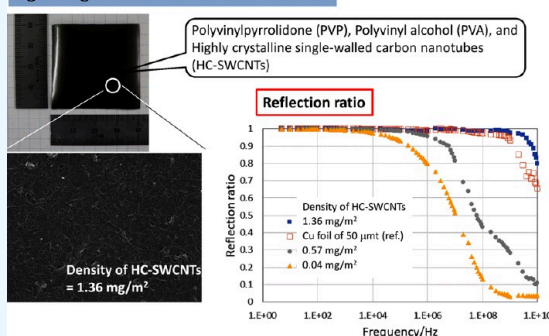 Polyvinylpyrrolidone (PVP), Polyvinyl alcohol (PVA), and
Highly crystalline single-walled carbon nanotubes
(HC-SWCNTs)
Reflection ratio
Density of HC-SWCNTs
= 1.36 mg/m²
Reflection ratio
1
0.9
0.8
0.7
0.6
0.5
0.4
0.3
0.2
0.1
0
Density of HC-SWCNTs
1.36 mg/m²
Cu foil of 50 μmt (ref.)
0.57 mg/m²
0.04 mg/m²
1.E+00 1.E+02 1.E+04 1.E+06 1.E+08 1.E+10
Frequency/Hz